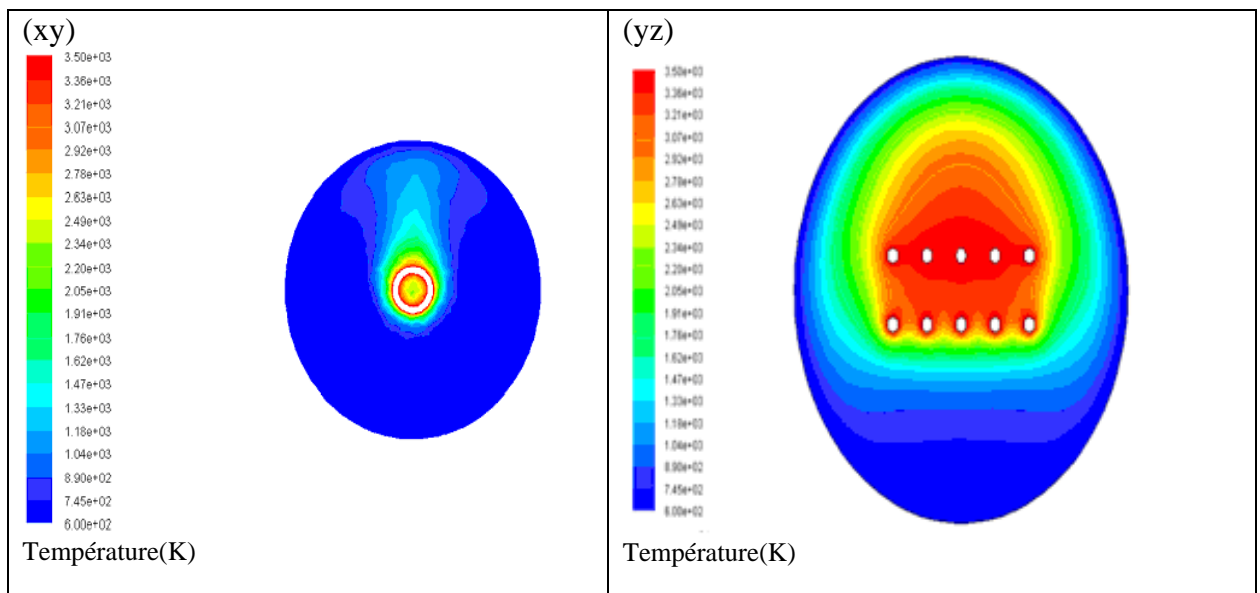 (xy)
3.50e+03
3.36e+03
3.21e+03
3.07e+03
2.92e+03
2.78e+03
2.63e+03
2.49e+03
2.34e+03
2.20e+03
2.05e+03
1.91e+03
1.76e+03
1.62e+03
1.47e+03
1.33e+03
1.18e+03
1.04e+03
8.90e+02
7.45e+02
6.00e+02
Température(K)
(yz)
3.50e+03
3.36e+03
3.21e+03
3.07e+03
2.92e+03
2.78e+03
2.63e+03
2.49e+03
2.34e+03
2.20e+03
2.05e+03
1.91e+03
1.76e+03
1.62e+03
1.47e+03
1.33e+03
1.18e+03
1.04e+03
8.90e+02
7.45e+02
6.00e+02
Température(K)